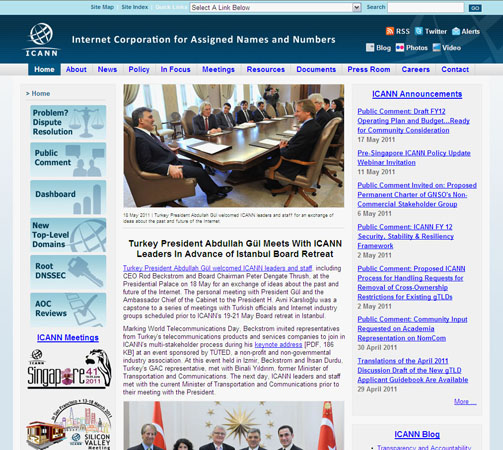 Site Map Site Index Quick Links Select A Link Below Search GO
ICANN
Internet Corporation for Assigned Names and Numbers
RSS Twitter Alerts
Blog Photos Video
Home About News Policy In Focus Meetings Resources Documents Press Room Careers Contact
> Home
Problem?
Dispute
Resolution
Public
Comment
Dashboard
New
Top-Level
Domains
Root
DNSSEC
AOC
Reviews
ICANN Meetings
ICANN
Singapore 41
SILICON
VALLEY
Meeting
18 May 2011 | Turkey President Abdullah Gül welcomed ICANN leaders and staff for an exchange of
ideas about the past and future of the Internet.
Turkey President Abdullah Gül Meets With ICANN
Leaders In Advance of Istanbul Board Retreat
Turkey President Abdullah Gül welcomed ICANN leaders and staff, including
CEO Rod Beckstrom and Board Chairman Peter Dengate Thrush, at the
Presidential Palace on 18 May for an exchange of ideas about the past and
future of the Internet. The personal meeting with President Gül and the
Ambassador Chief of the Cabinet to the President H. Avni Karslıoğlu was a
capstone to a series of meetings with Turkish officials and Internet industry
groups scheduled prior to ICANN's 19-21 May Board retreat in Istanbul.
Marking World Telecommunications Day, Beckstrom invited representatives
from Turkey's telecommunications products and services companies to join in
ICANN's multi-stakeholder process during his keynote address [PDF, 186
KB] at an event sponsored by TUTED, a non-profit and non-governmental
industry association. At this event held in Izmir, Beckstrom and Ihsan Durdu,
Turkey's GAC representative, met with Binali Yıldırım, former Minister of
Transportation and Communications. The next day, ICANN leaders and staff
met with the current Minister of Transportation and Communications prior to
their meeting with the President.
ICANN Announcements
Public Comment: Draft FY12
Operating Plan and Budget...Ready
for Community Consideration
17 May 2011
Pre-Singapore ICANN Policy Update
Webinar Invitation
11 May 2011
Public Comment Invited on: Proposed
Permanent Charter of GNSO's Non-
Commercial Stakeholder Group
6 May 2011
Public Comment: ICANN FY 12
Security, Stability & Resiliency
Framework
2 May 2011
Public Comment: Proposed ICANN
Process for Handling Requests for
Removal of Cross-Ownership
Restrictions for Existing gTLDs
2 May 2011
Public Comment: Community Input
Requested on Academia
Representation on NomCom
30 April 2011
Translations of the April 2011
Discussion Draft of the New gTLD
Applicant Guidebook Are Available
29 April 2011
More ...
ICANN Blog
Transparency and Accountability